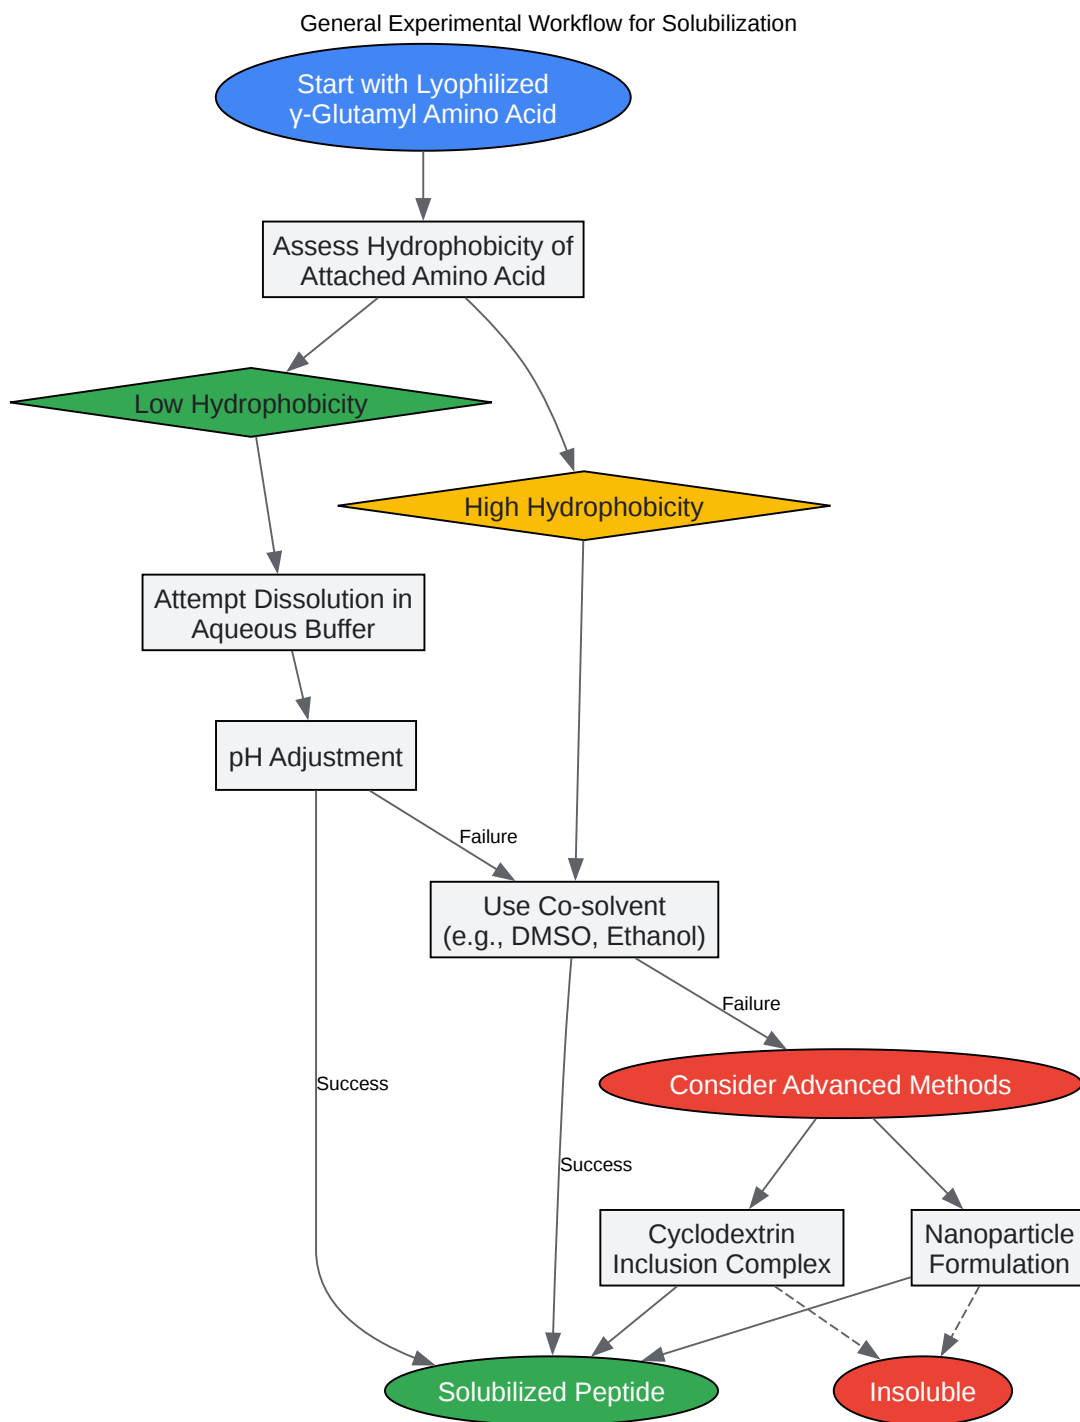 General Experimental Workflow for Solubilization
Start with Lyophilized
γ-Glutamyl Amino Acid
Assess Hydrophobicity of
Attached Amino Acid
Low Hydrophobicity
High Hydrophobicity
Attempt Dissolution in
Aqueous Buffer
pH Adjustment
Failure
Use Co-solvent
(e.g., DMSO, Ethanol)
Failure
Success
Consider Advanced Methods
Success
Cyclodextrin
Inclusion Complex
Nanoparticle
Formulation
Solubilized Peptide
Insoluble